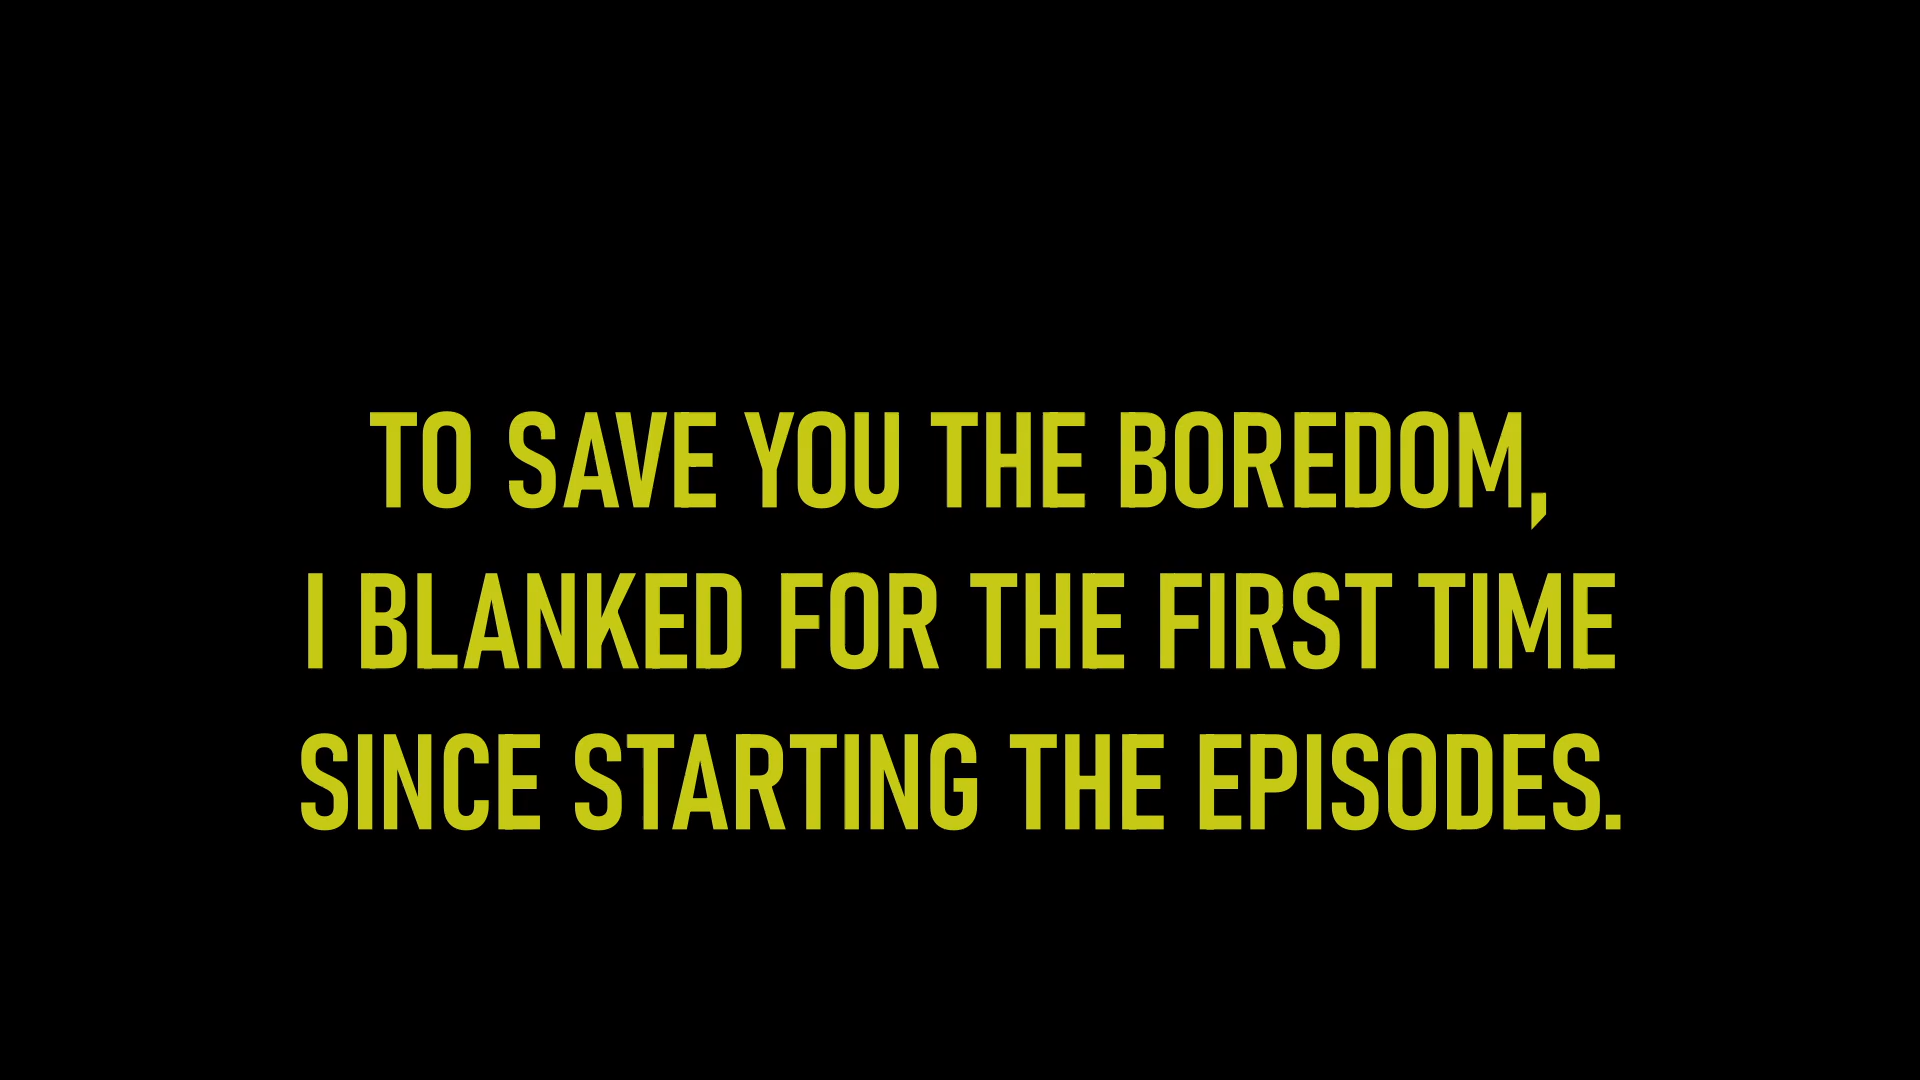 TO SAVE YOU THE BOREDOM,
I BLANKED FOR THE FIRST TIME
SINCE STARTING THE EPISODES.